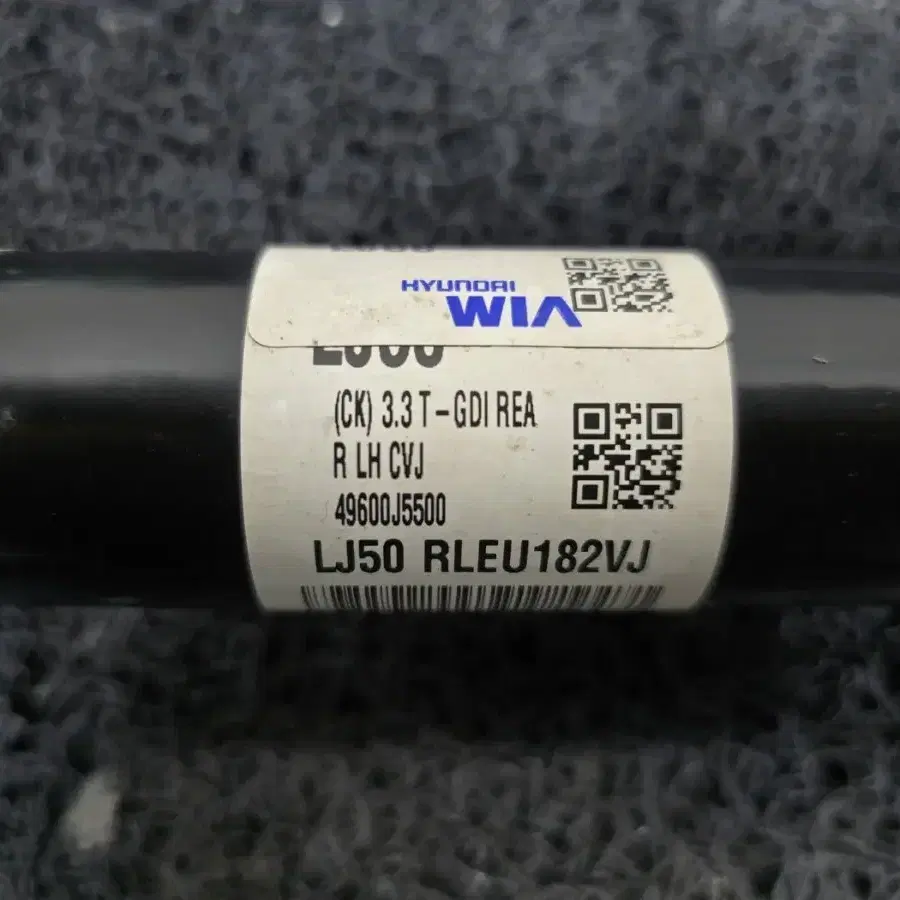 HYUNDAI
WIA
(CK) 3.3 T-GDI REA
R LH CVJ
49600J5500
LJ50 RLEU182VJ